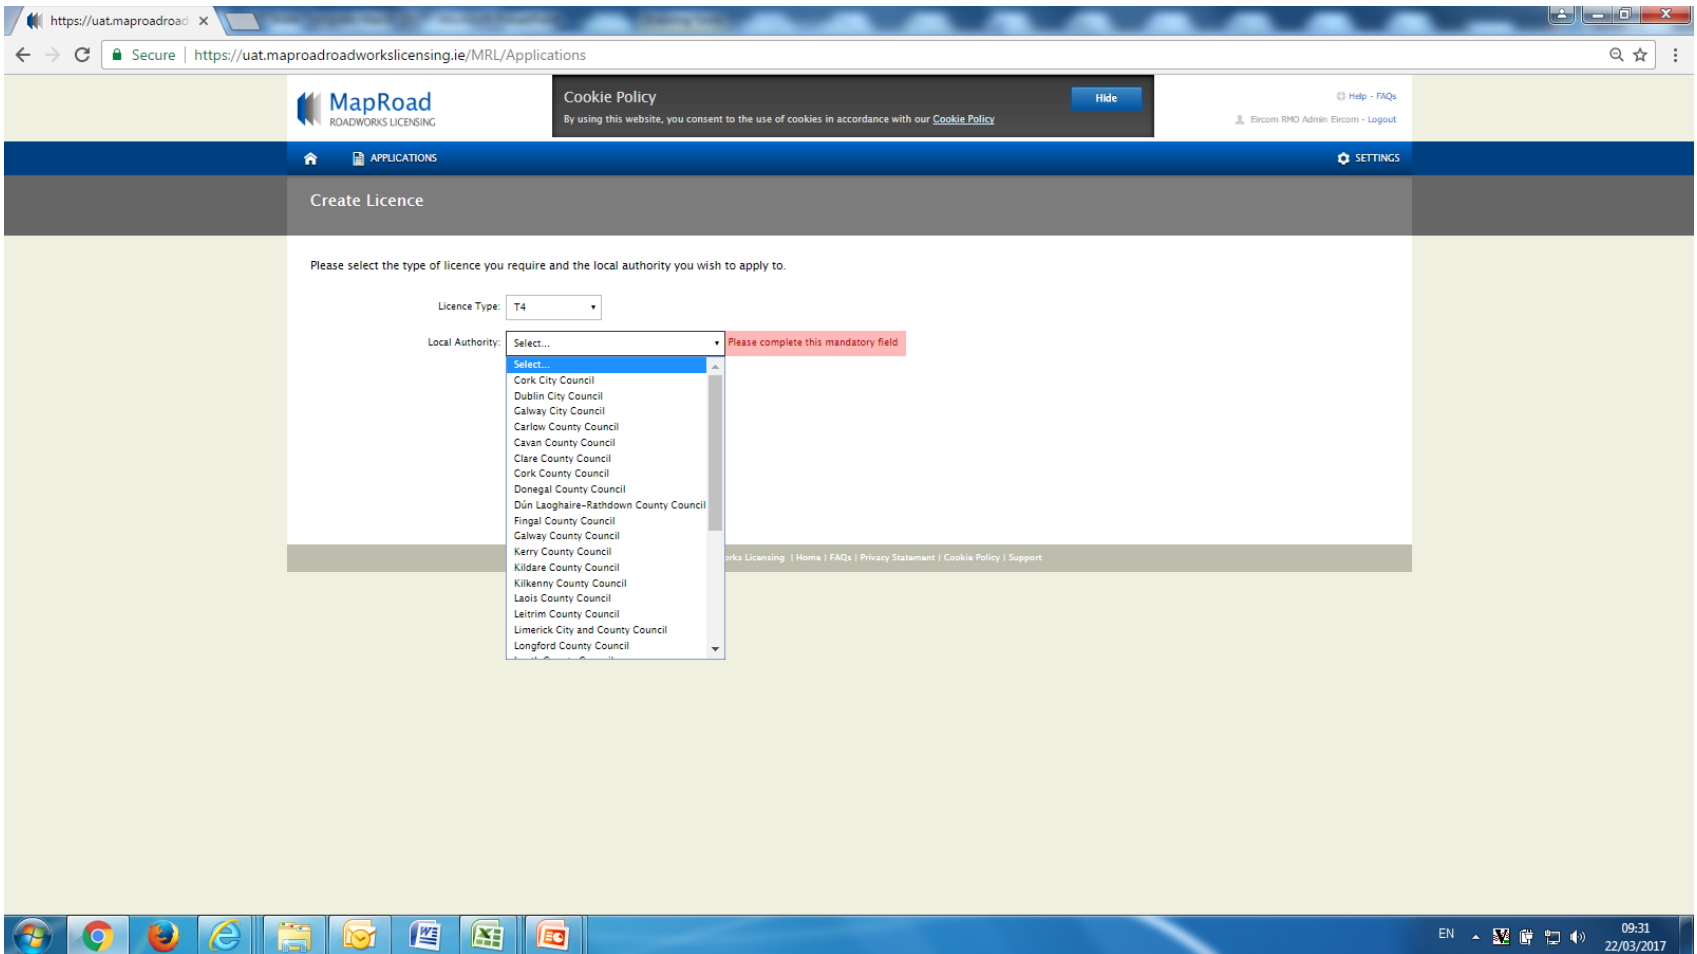 https://uat.maproadroad
Secure | https://uat.maproadroadworkslicensing.ie/MRL/Applications
MapRoad
ROADWORKS LICENSING
Cookie Policy
By using this website, you consent to the use of cookies in accordance with our Cookie Policy
Hide
Help - FAQs
Eircom RMO Admin Eircom - Logout
APPLICATIONS
SETTINGS
Create Licence
Please select the type of licence you require and the local authority you wish to apply to.
Licence Type: T4
Local Authority: Select... Please complete this mandatory field
Select...
Cork City Council
Dublin City Council
Galway City Council
Carlow County Council
Cavan County Council
Clare County Council
Cork County Council
Donegal County Council
Dún Laoghaire-Rathdown County Council
Fingal County Council
Galway County Council
Kerry County Council
Kildare County Council
Kilkenny County Council
Laois County Council
Leitrim County Council
Limerick City and County Council
Longford County Council
Licensing | Home | FAQs | Privacy Statement | Cookie Policy | Support
EN
09:31
22/03/2017